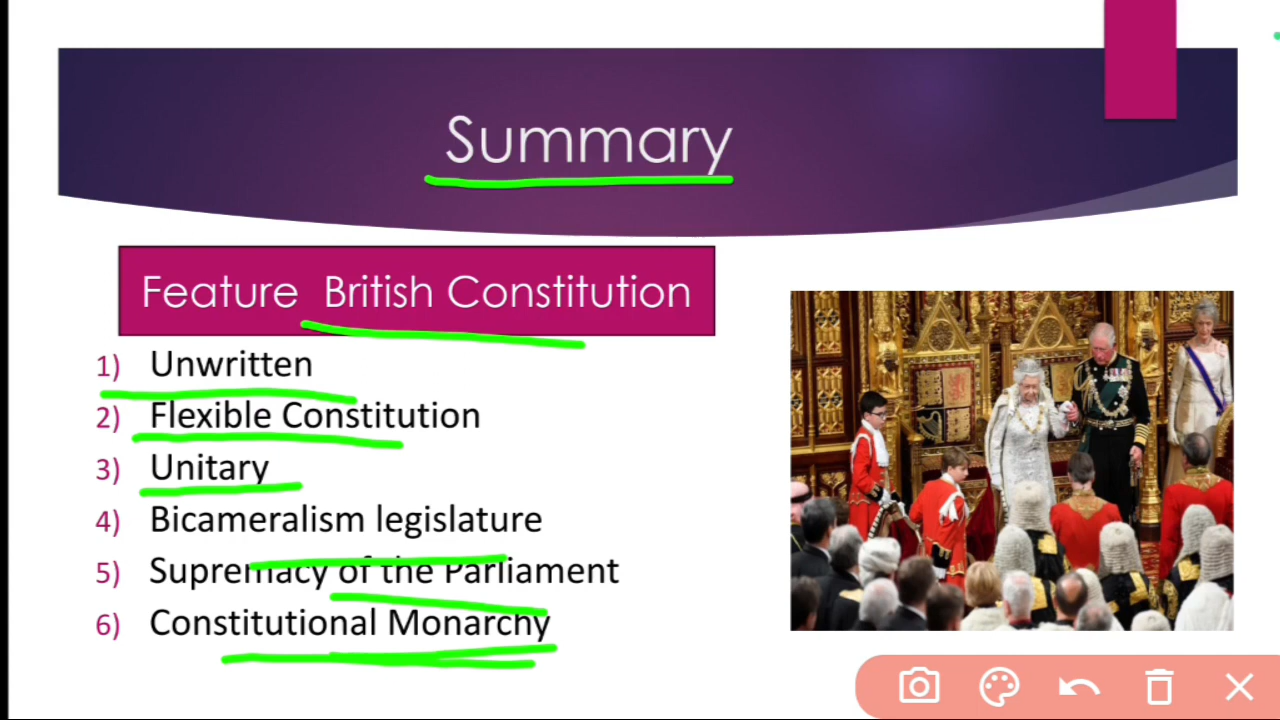 Summary
Feature British Constitution
1) Unwritten
2) Flexible Constitution
3) Unitary
4) Bicameralism legislature
5) Supremacy of the Parliament
6) Constitutional Monarchy